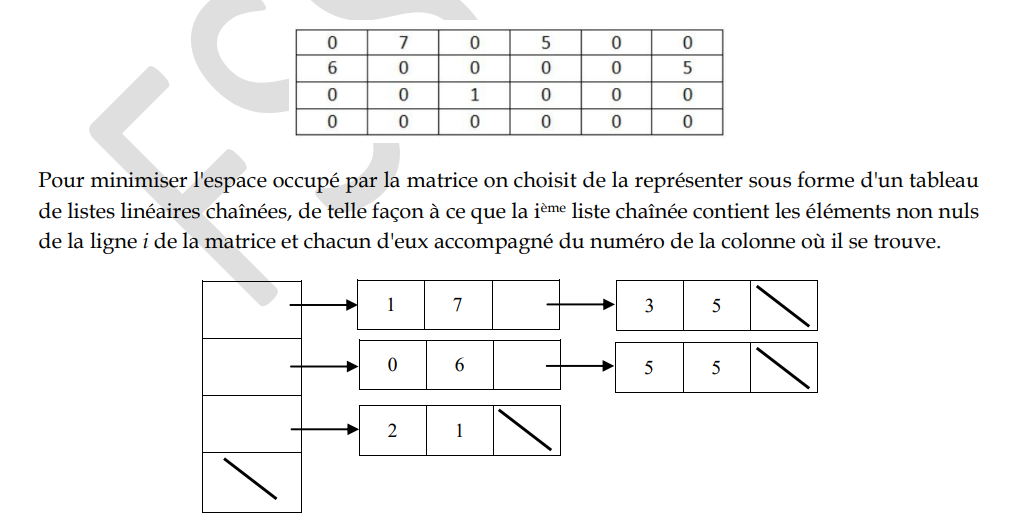 0 7 0 5 0 0
6 0 0 0 0 5
0 0 1 0 0 0
0 0 0 0 0 0
Pour minimiser l'espace occupé par la matrice on choisit de la représenter sous forme d'un tableau
de listes linéaires chaînées, de telle façon à ce que la ième liste chaînée contient les éléments non nuls
de la ligne i de la matrice et chacun d'eux accompagné du numéro de la colonne où il se trouve.
1 7 3 5
0 6 5 5
2 1